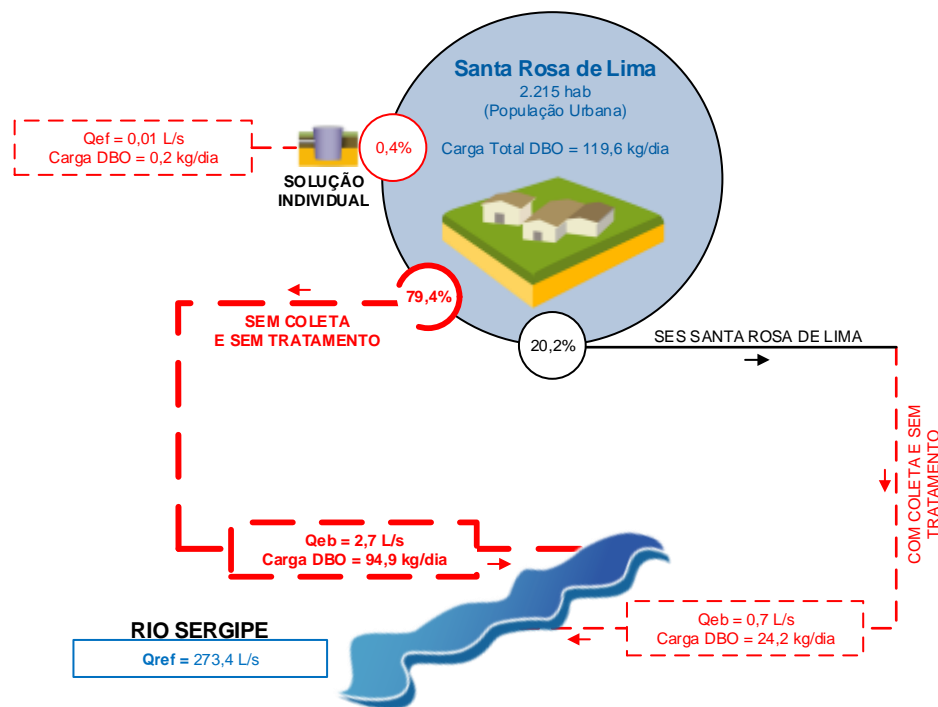 Santa Rosa de Lima
2.215 hab
(População Urbana)
Carga Total DBO = 119,6 kg/dia
Qef = 0,01 L/s
Carga DBO = 0,2 kg/dia
0,4%
SOLUÇÃO
INDIVIDUAL
79,4%
SEM COLETA
E SEM TRATAMENTO
20,2%
SES SANTA ROSA DE LIMA
COM COLETA E SEM
TRATAMENTO
Qeb = 2,7 L/s
Carga DBO = 94,9 kg/dia
Qeb = 0,7 L/s
Carga DBO = 24,2 kg/dia
RIO SERGIPE
Qref = 273,4 L/s